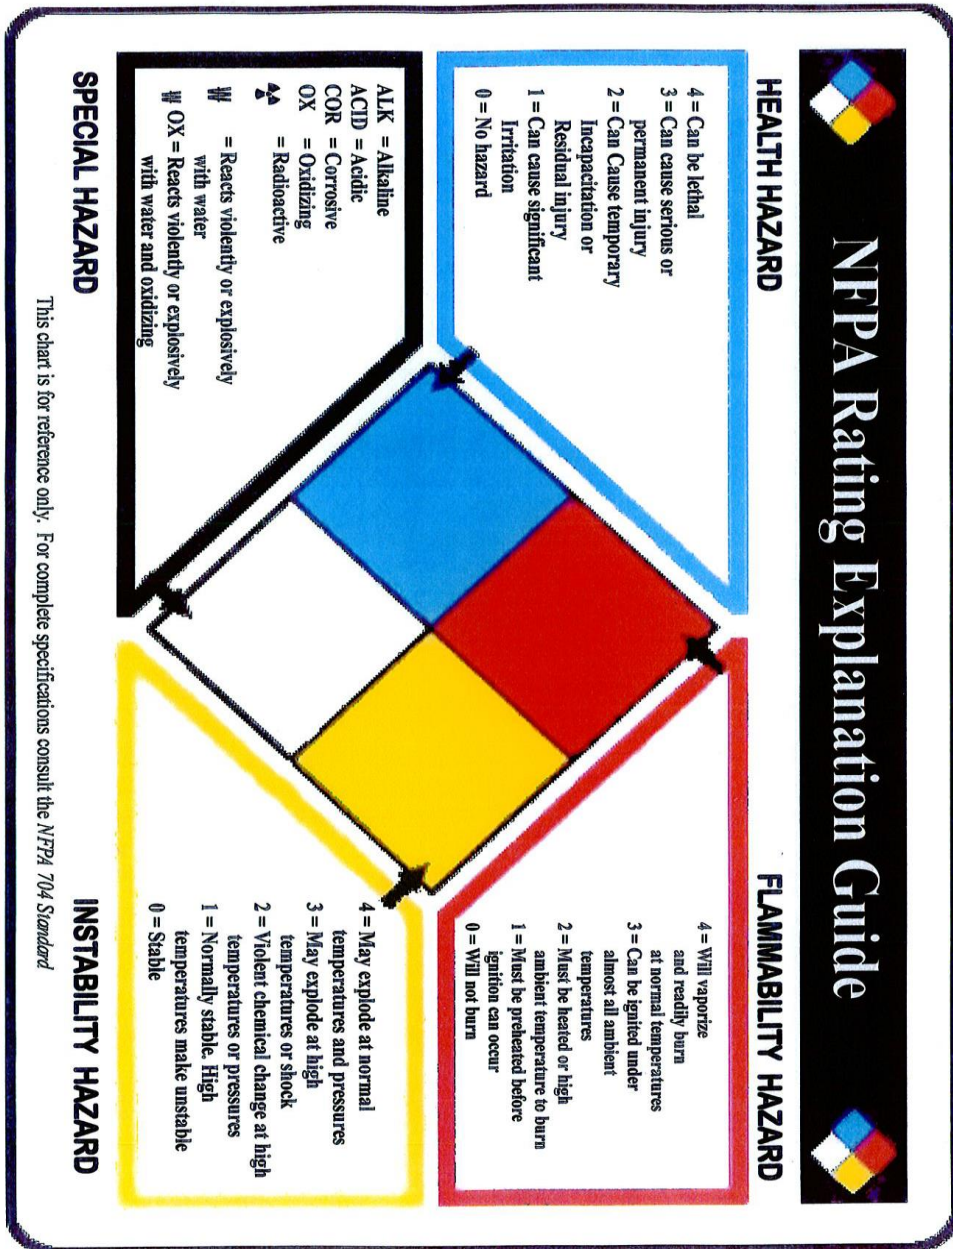 NFPA Rating Explanation Guide
HEALTH HAZARD
4 = Can be lethal
3 = Can cause serious or
permanent injury
2 = Can Cause temporary
Incapacitation or
Residual injury
1 = Can cause significant
Irritation
0 = No hazard
FLAMMABILITY HAZARD
4 = Will vaporize
and readily burn
at normal temperatures
3 = Can be ignited under
almost all ambient
temperatures
2 = Must be heated or high
ambient temperature to burn
1 = Must be preheated before
ignition can occur
0 = Will not burn
ALK = Alkaline
ACID = Acidic
COR = Corrosive
OX = Oxidizing
= Radioactive
W = Reacts violently or explosively
with water
W OX = Reacts violently or explosively
with water and oxidizing
SPECIAL HAZARD
4 = May explode at normal
temperatures and pressures
3 = May explode at high
temperatures or shock
2 = Violent chemical change at high
temperatures or pressures
1 = Normally stable. High
temperatures make unstable
0 = Stable
INSTABILITY HAZARD
This chart is for reference only. For complete specifications consult the NFPA 704 Standard